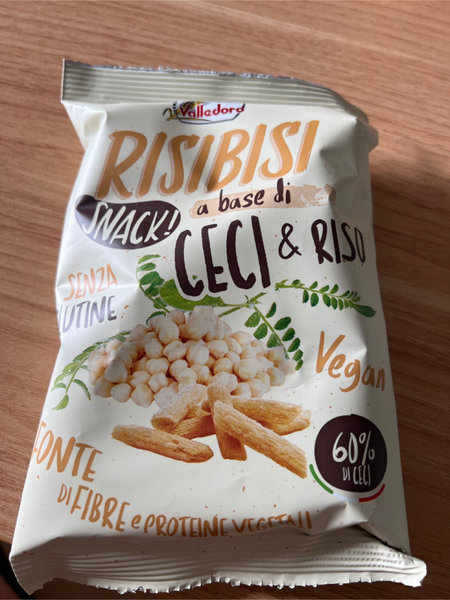 Valledoro
RISIBISI
SNACK!
a base di
CECI & RISO
SENZA
GLUTINE
Vegan
60%
DI CECI
FONTE
DI FIBRE e PROTEINE VEGETALI